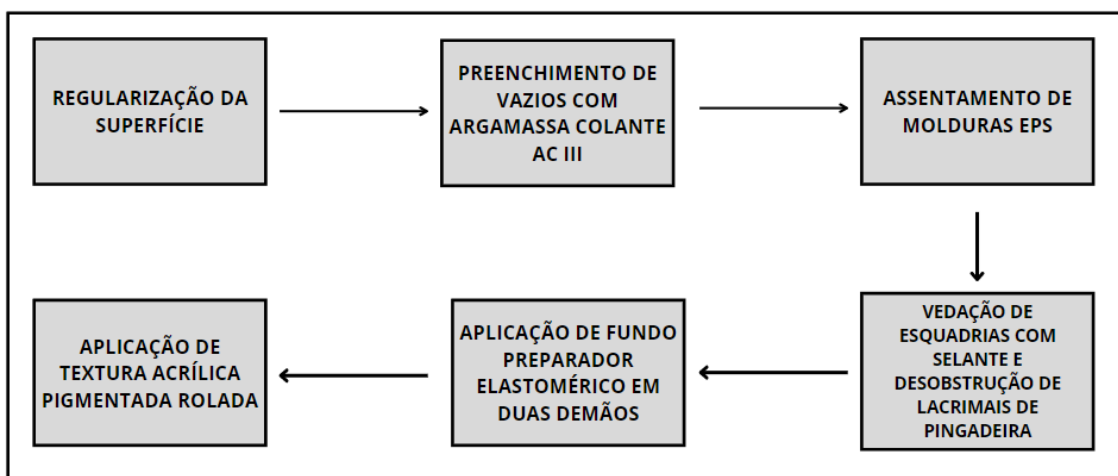 REGULARIZAÇÃO DA
SUPERFÍCIE
PREENCHIMENTO DE
VAZIOS COM
ARGAMASSA COLANTE
AC III
ASSENTAMENTO DE
MOLDURAS EPS
VEDAÇÃO DE
ESQUADRIAS COM
SELANTE E
DESOBSTRUÇÃO DE
LACRIMAIS DE
PINGADEIRA
APLICAÇÃO DE FUNDO
PREPARADOR
ELASTOMÉRICO EM
DUAS DEMÃOS
APLICAÇÃO DE
TEXTURA ACRÍLICA
PIGMENTADA ROLADA